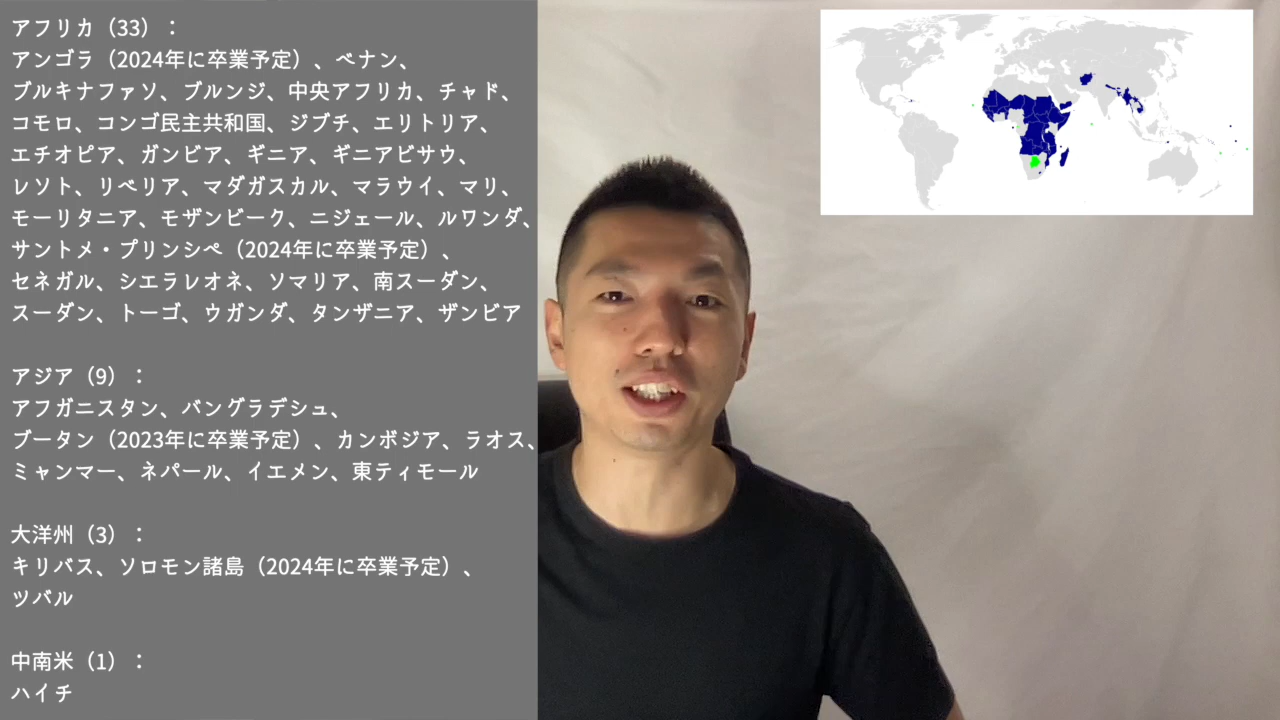 アフリカ（33）：
アンゴラ（2024年に卒業予定）、ベナン、
ブルキナファソ、ブルンジ、中央アフリカ、チャド、
コモロ、コンゴ民主共和国、ジブチ、エリトリア、
エチオピア、ガンビア、ギニア、ギニアビサウ、
レソト、リベリア、マダガスカル、マラウイ、マリ、
モーリタニア、モザンビーク、ニジェール、ルワンダ、
サントメ・プリンシペ（2024年に卒業予定）、
セネガル、シエラレオネ、ソマリア、南スーダン、
スーダン、トーゴ、ウガンダ、タンザニア、ザンビア
アジア（9）：
アフガニスタン、バングラデシュ、
ブータン（2023年に卒業予定）、カンボジア、ラオス、
ミャンマー、ネパール、イエメン、東ティモール
大洋州（3）：
キリバス、ソロモン諸島（2024年に卒業予定）、
ツバル
中南米（1）：
ハイチ